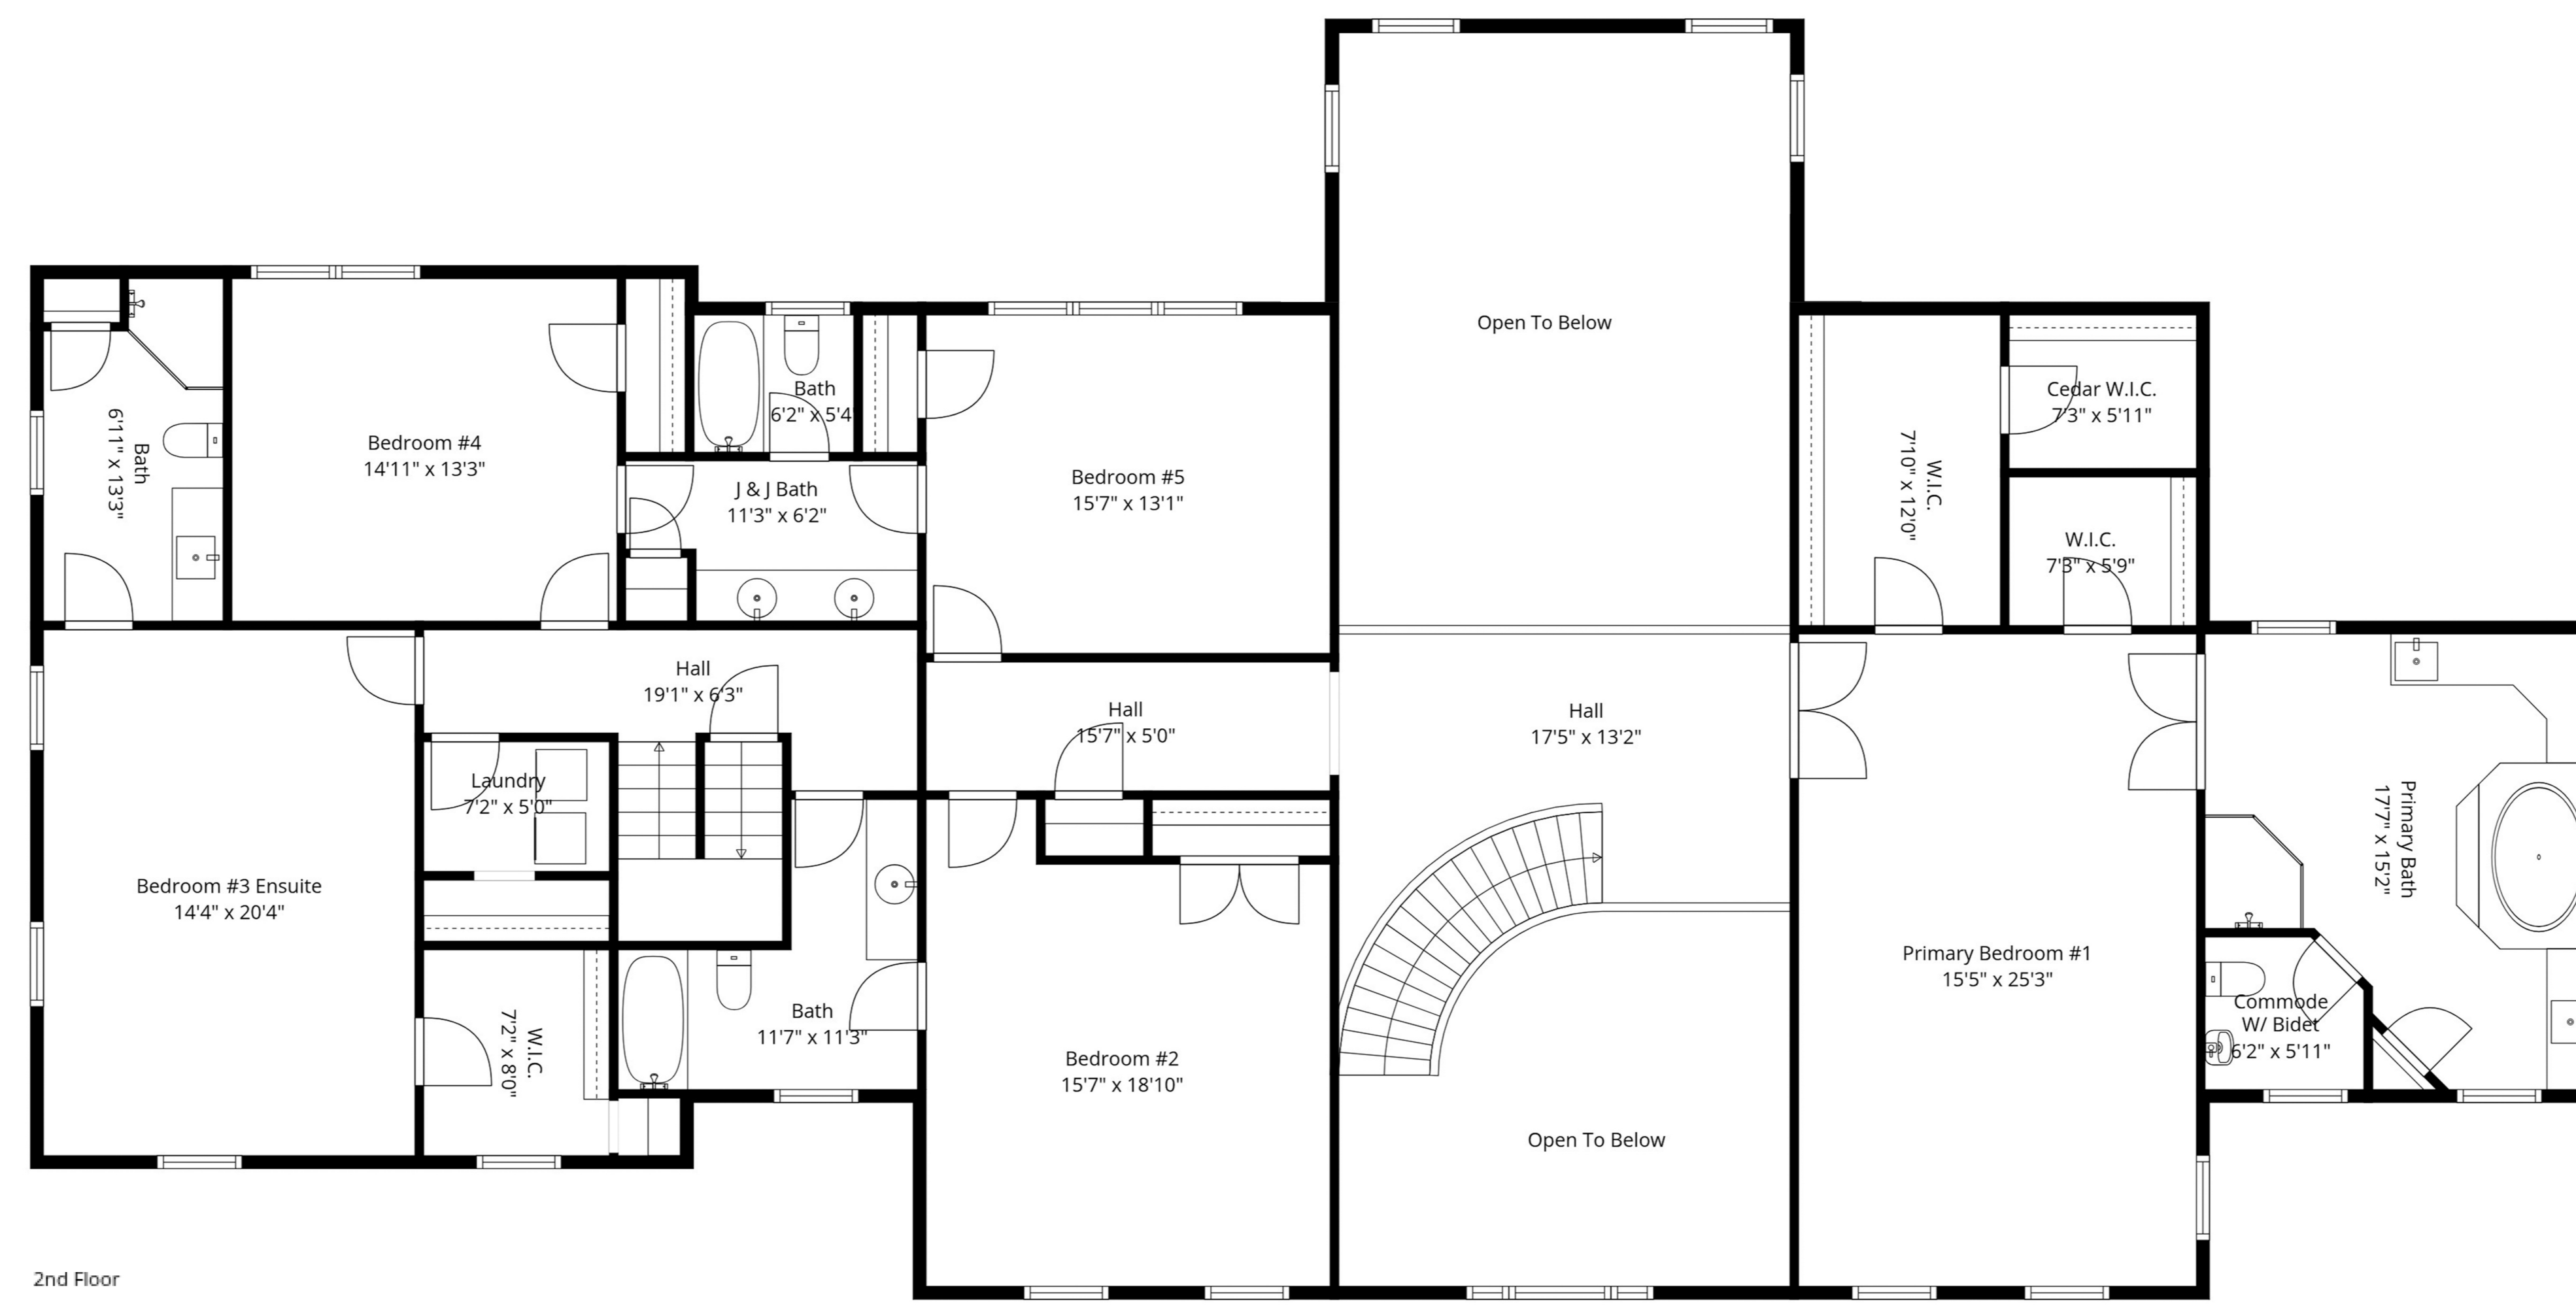 Open To Below
Bath
6'11" x 13'3"
Bedroom #4
14'11" x 13'3"
Bath
6'2" x 5'4
J & J Bath
11'3" x 6'2"
Bedroom #5
15'7" x 13'1"
W.I.C.
7'10" x 12'0"
Cedar W.I.C.
7'3" x 5'11"
W.I.C.
7'3" x 5'9"
Hall
19'1" x 6'3"
Hall
15'7" x 5'0"
Hall
17'5" x 13'2"
Laundry
7'2" x 5'0"
Primary Bath
17'7" x 15'2"
Bedroom #3 Ensuite
14'4" x 20'4"
Primary Bedroom #1
15'5" x 25'3"
W.I.C.
7'2" x 8'0"
Bath
11'7" x 11'3"
Bedroom #2
15'7" x 18'10"
Commode
W/ Bidet
6'2" x 5'11"
Open To Below
2nd Floor